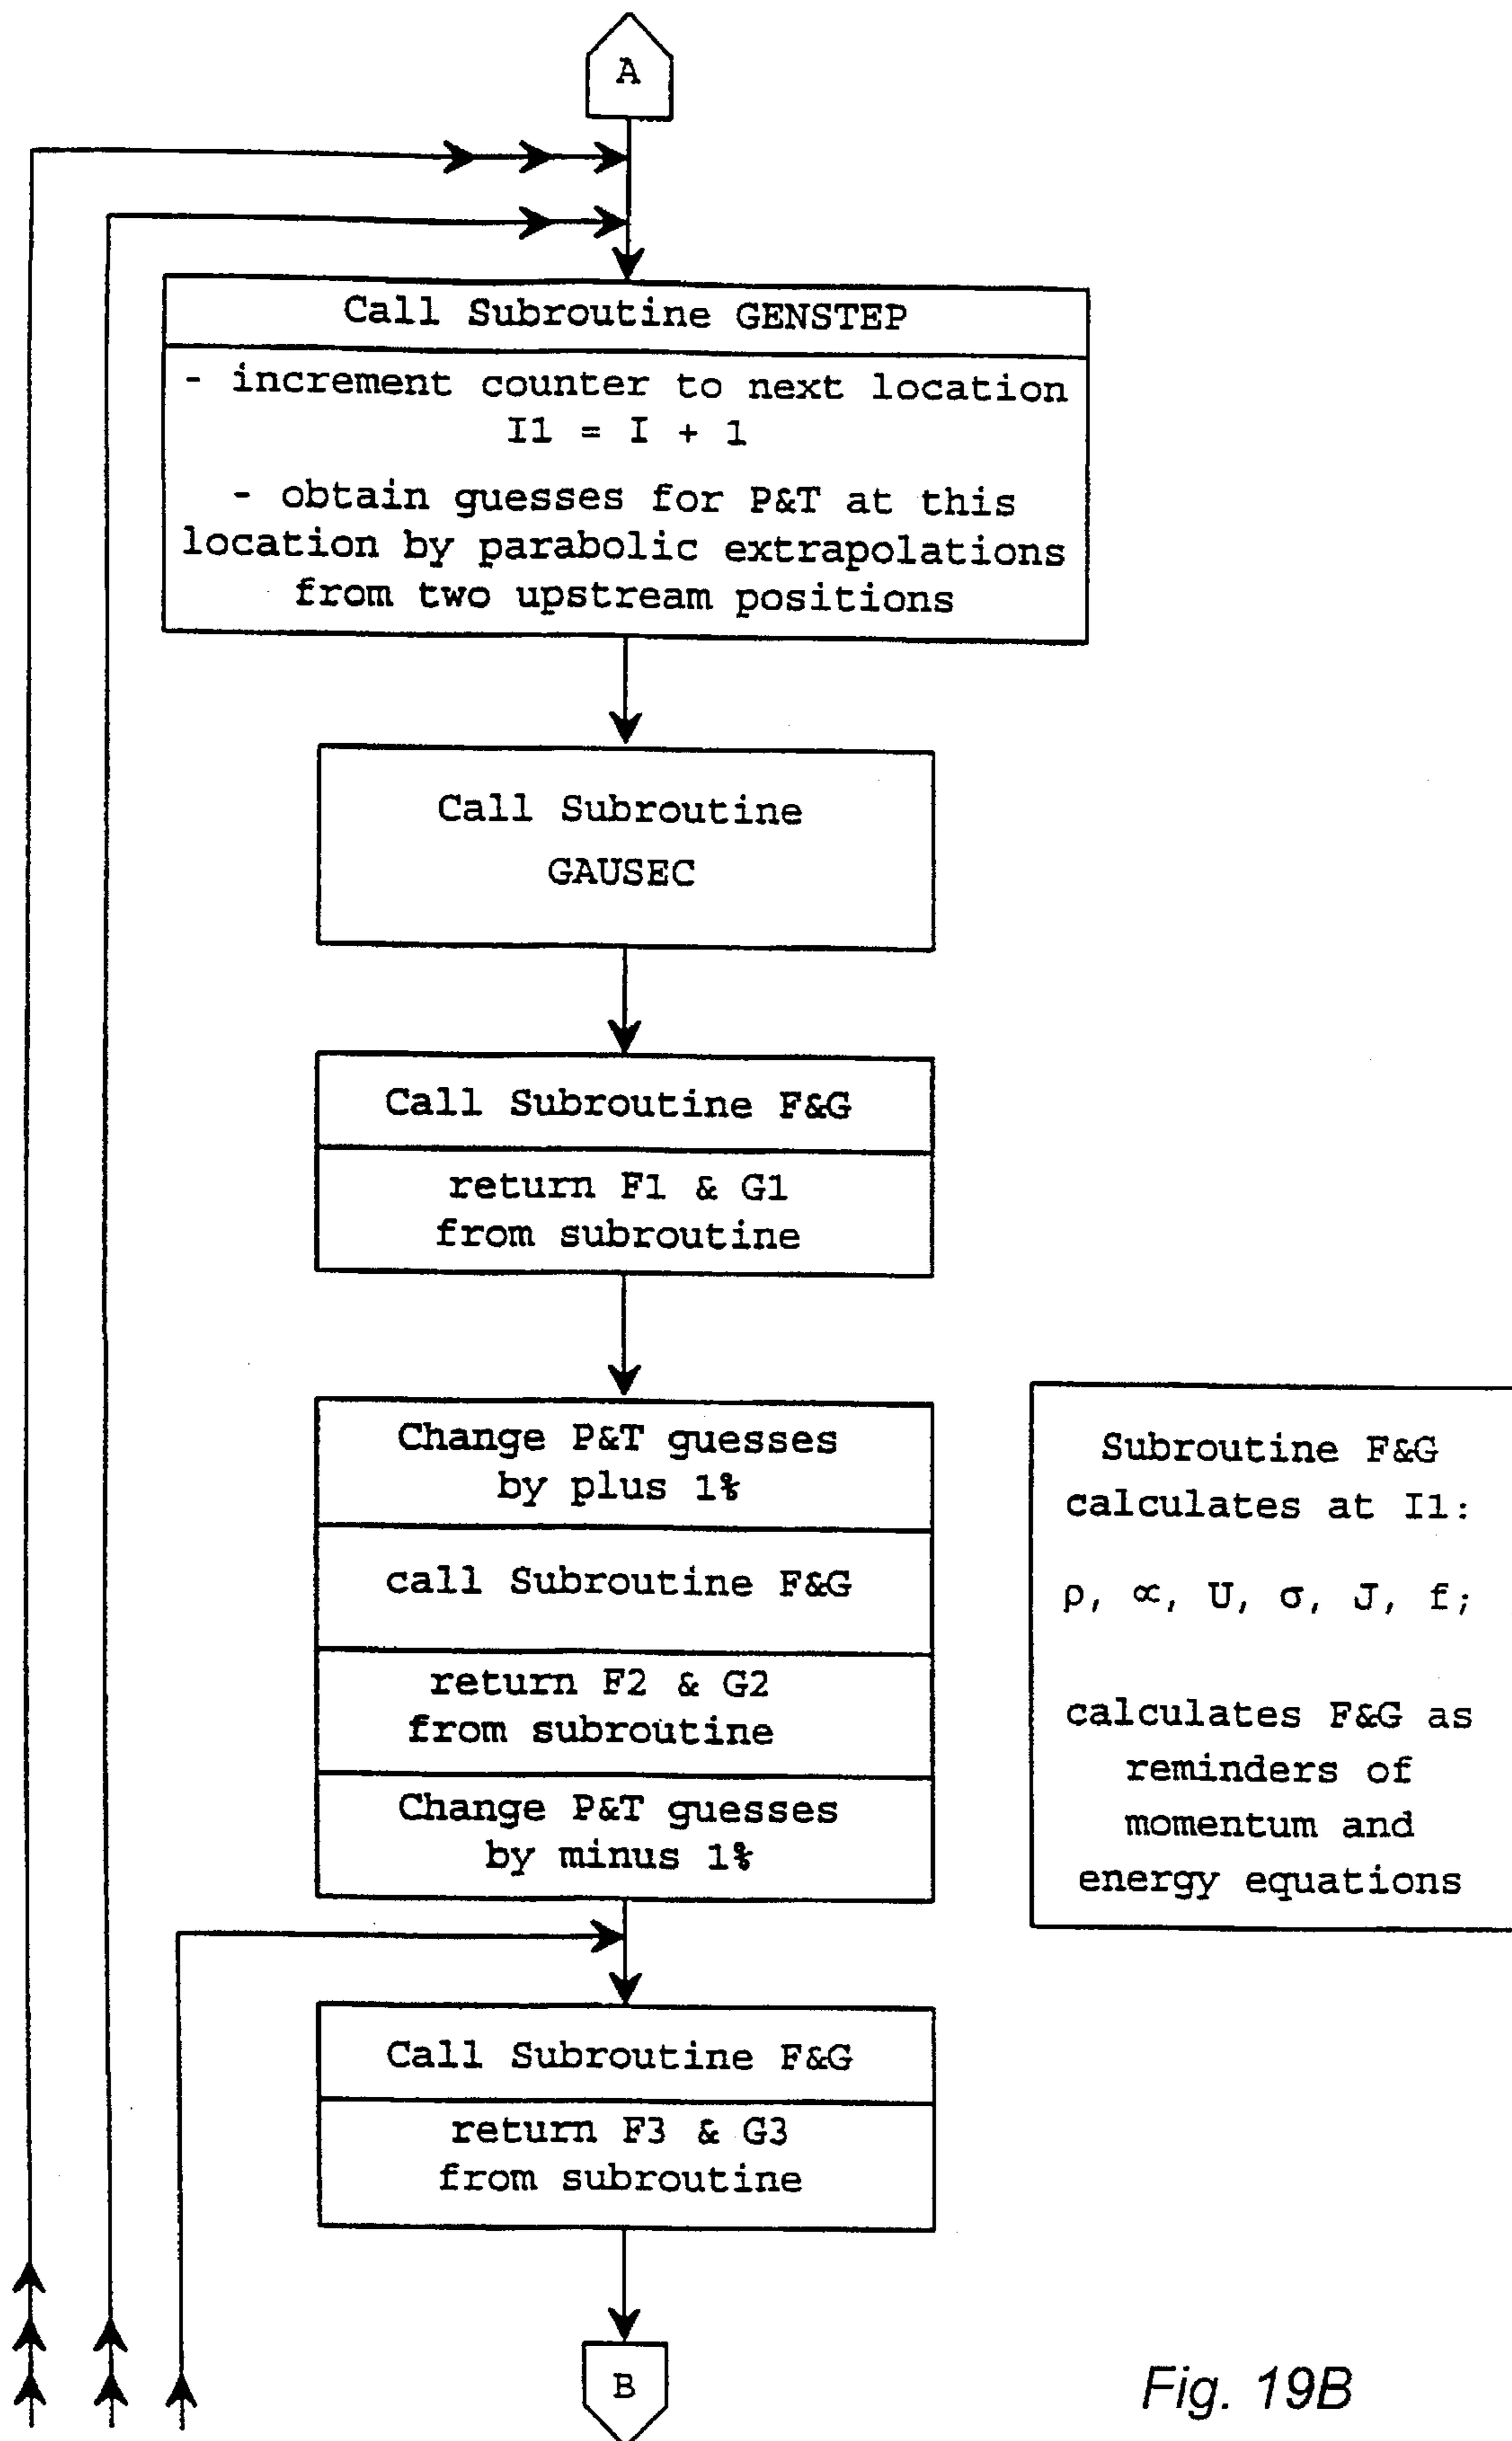 A
Call Subroutine GENSTEP
- increment counter to next location
I1 = I + 1
- obtain guesses for P&T at this
location by parabolic extrapolations
from two upstream positions
Call Subroutine
GAUSEC
Call Subroutine F&G
return F1 & G1
from subroutine
Change P&T guesses
by plus 1%
call Subroutine F&G
return F2 & G2
from subroutine
Change P&T guesses
by minus 1%
Subroutine F&G
calculates at I1:
ρ, ∝, U, σ, J, f;
calculates F&G as
reminders of
momentum and
energy equations
Call Subroutine F&G
return F3 & G3
from subroutine
B
Fig. 19B